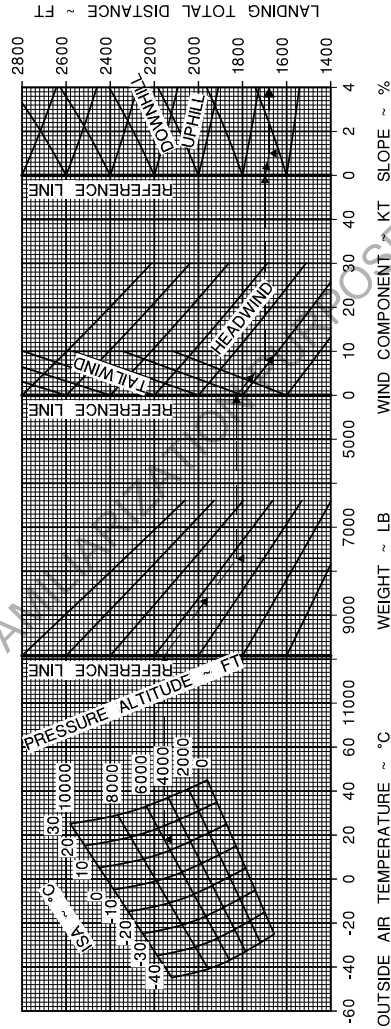 LANDING TOTAL DISTANCE ~ FT
2800
2600
2400
2200
2000
1800
1600
1400
ISA ~ °C
30
20
10
0
-10
-20
-30
-40
PRESSURE ALTITUDE ~ FT
10000
8000
6000
4000
2000
0
REFERENCE LINE
REFERENCE LINE
TAILWIND
HEADWIND
REFERENCE LINE
DOWNHILL
UPHILL
AMILIARIZATION PURPOSE
-60 -40 -20 0 20 40 60
11000 9000 7000 5000
0 10 20 30 40
0 2 4
OUTSIDE AIR TEMPERATURE ~ °C
WEIGHT ~ LB
WIND COMPONENT ~ KT
SLOPE ~ %